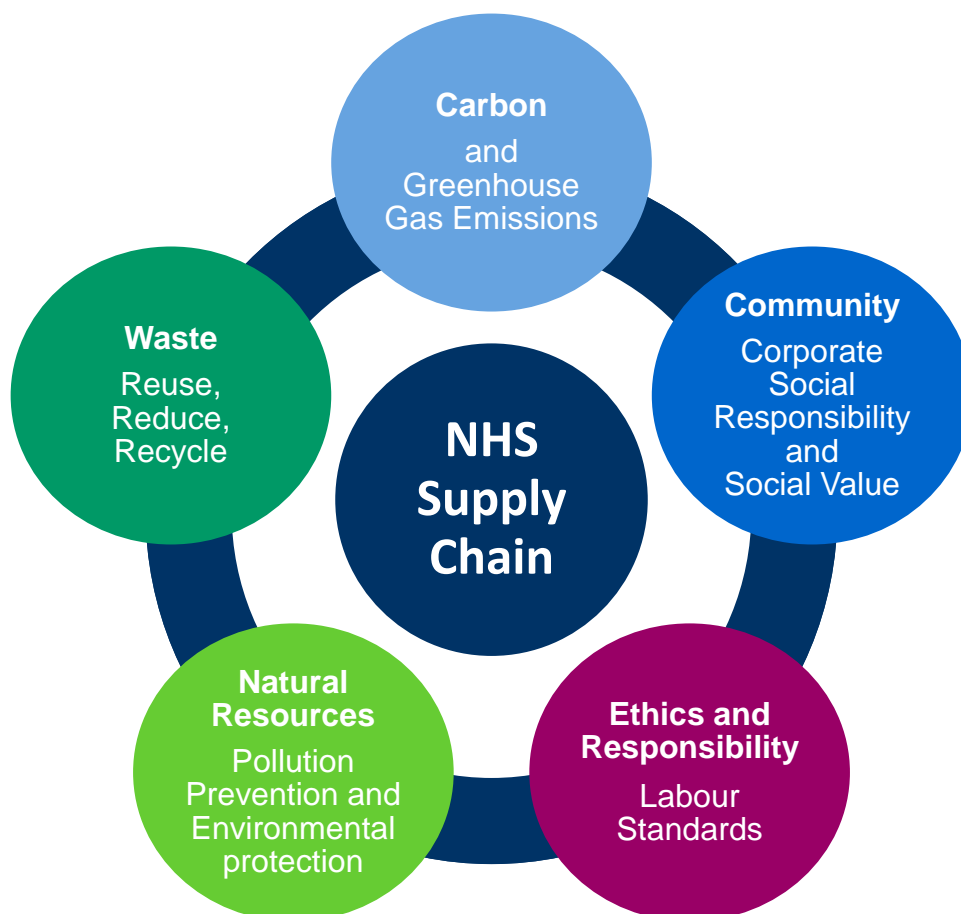 Carbon
and
Greenhouse
Gas Emissions
Community
Corporate
Social
Responsibility
and
Social Value
Ethics and
Responsibility
Labour
Standards
Natural
Resources
Pollution
Prevention and
Environmental
protection
Waste
Reuse,
Reduce,
Recycle
NHS
Supply
Chain